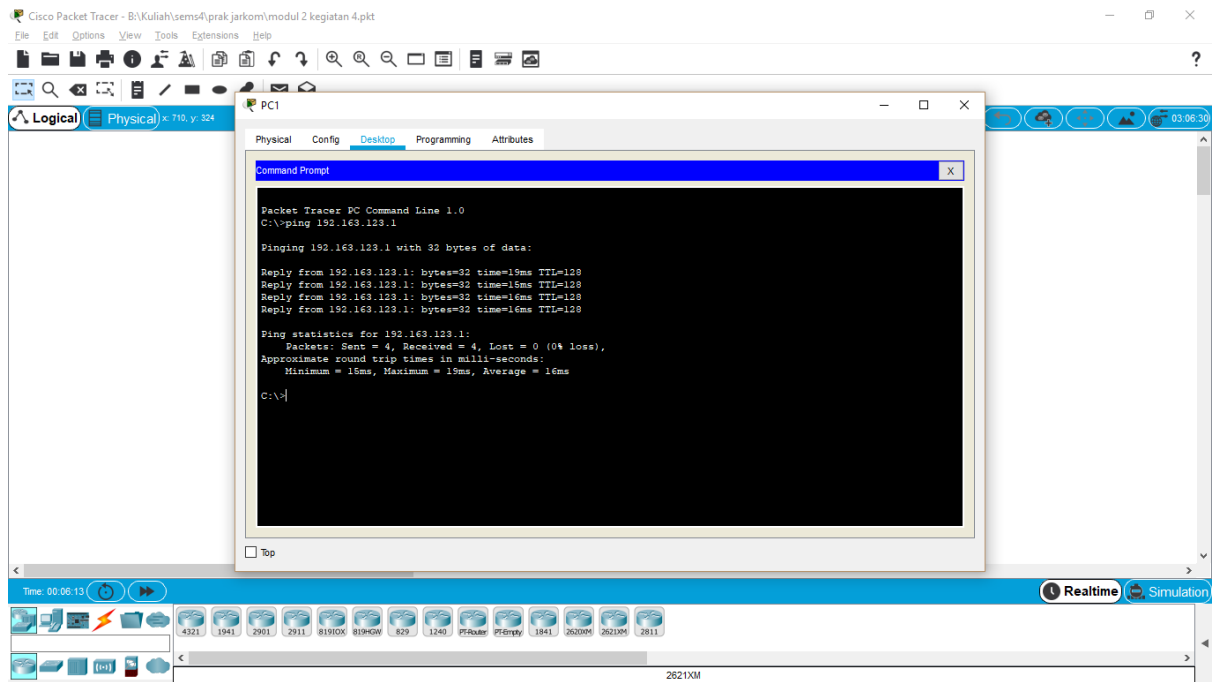 Cisco Packet Tracer - B:\Kuliah\sems4\prak jarkom\modul 2 kegiatan 4.pkt
File Edit Options View Tools Extensions Help
?
Logical Physical x: 710, y: 324
03:06:30
PC1
Physical Config Desktop Programming Attributes
Command Prompt
X
Packet Tracer PC Command Line 1.0
C:\>ping 192.163.123.1
Pinging 192.163.123.1 with 32 bytes of data:
Reply from 192.163.123.1: bytes=32 time=19ms TTL=128
Reply from 192.163.123.1: bytes=32 time=15ms TTL=128
Reply from 192.163.123.1: bytes=32 time=16ms TTL=128
Reply from 192.163.123.1: bytes=32 time=16ms TTL=128
Ping statistics for 192.163.123.1:
Packets: Sent = 4, Received = 4, Lost = 0 (0% loss),
Approximate round trip times in milli-seconds:
Minimum = 15ms, Maximum = 19ms, Average = 16ms
C:\>
Top
Time: 00:06:13
Realtime Simulation
4321 1941 2901 2911 819IOX 819HGW 829 1240 PT-Router PT-Empty 1841 2620XM 2621XM 2811
2621XM